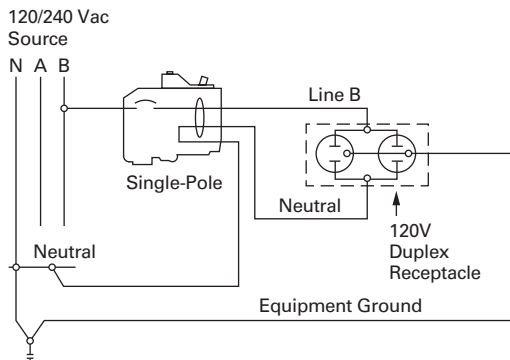 120/240 Vac
Source
N A B
Line B
Single-Pole
Neutral
120V
Duplex
Receptacle
Neutral
Equipment Ground